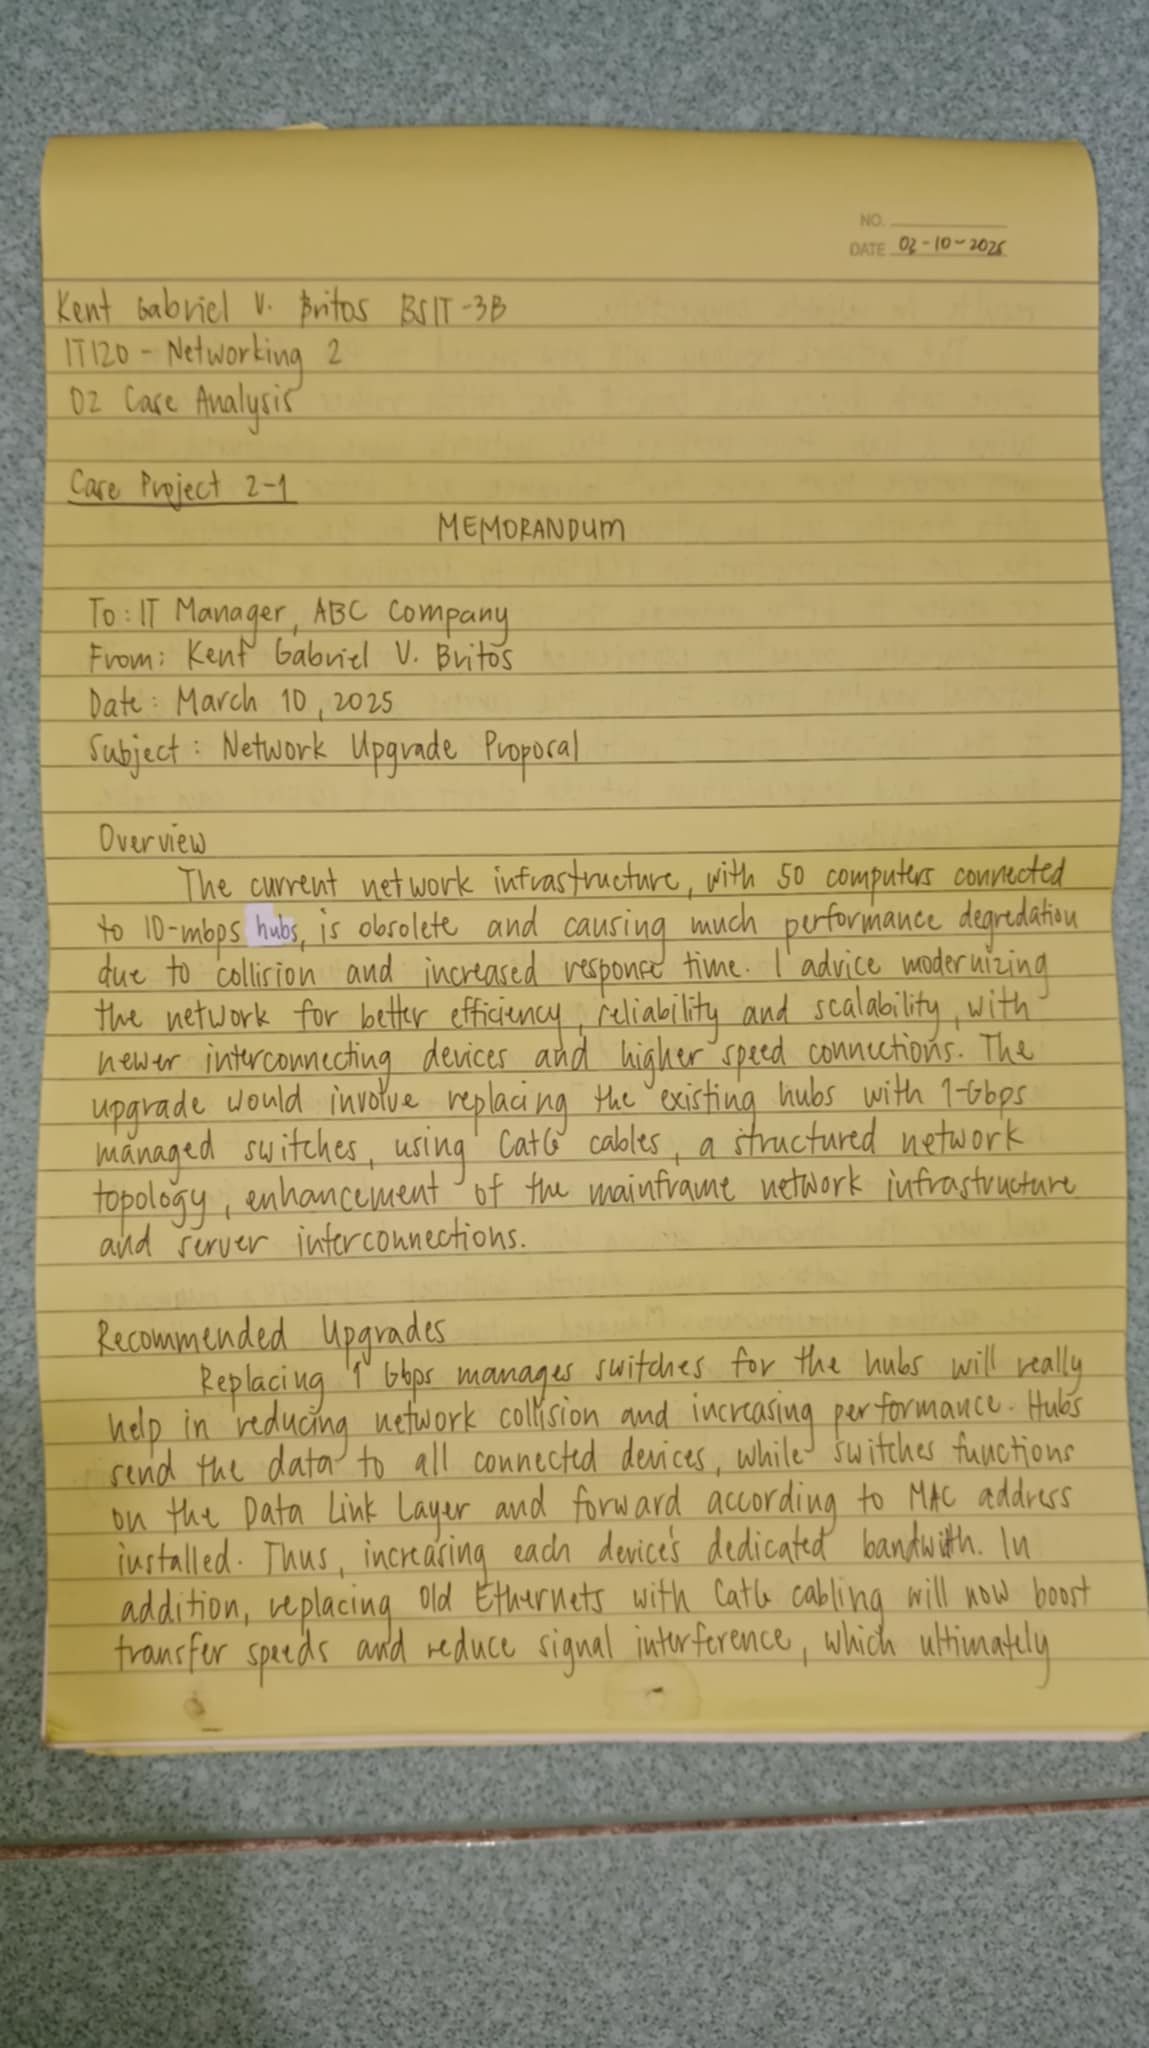 NO.
DATE 03-10-2025
Kent Gabriel V. Britos BSIT-3B
IT120 - Networking 2
02 Case Analysis
Case Project 2-1
MEMORANDUM
To: IT Manager, ABC Company
From: Kent Gabriel V. Britos
Date: March 10, 2025
Subject: Network Upgrade Proposal
Overview
The current network infrastructure, with 50 computers connected
to 10-mbps hubs, is obsolete and causing much performance degredation
due to collision and increased response time. I advice modernizing
the network for better efficiency, reliability and scalability, with
newer interconnecting devices and higher speed connections. The
upgrade would involve replacing the existing hubs with 1-Gbps
managed switches, using Cat6 cables, a structured network
topology, enhancement of the mainframe network infrastructure
and server interconnections.
Recommended Upgrades
Replacing 1 Gbps manages switches for the hubs will really
help in reducing network collision and increasing performance. Hubs
send the data to all connected devices, while switches functions
on the Data Link Layer and forward according to MAC address
installed. Thus, increasing each device's dedicated bandwith. In
addition, replacing old Ethernets with Cat6 cabling will now boost
transfer speeds and reduce signal interference, which ultimately